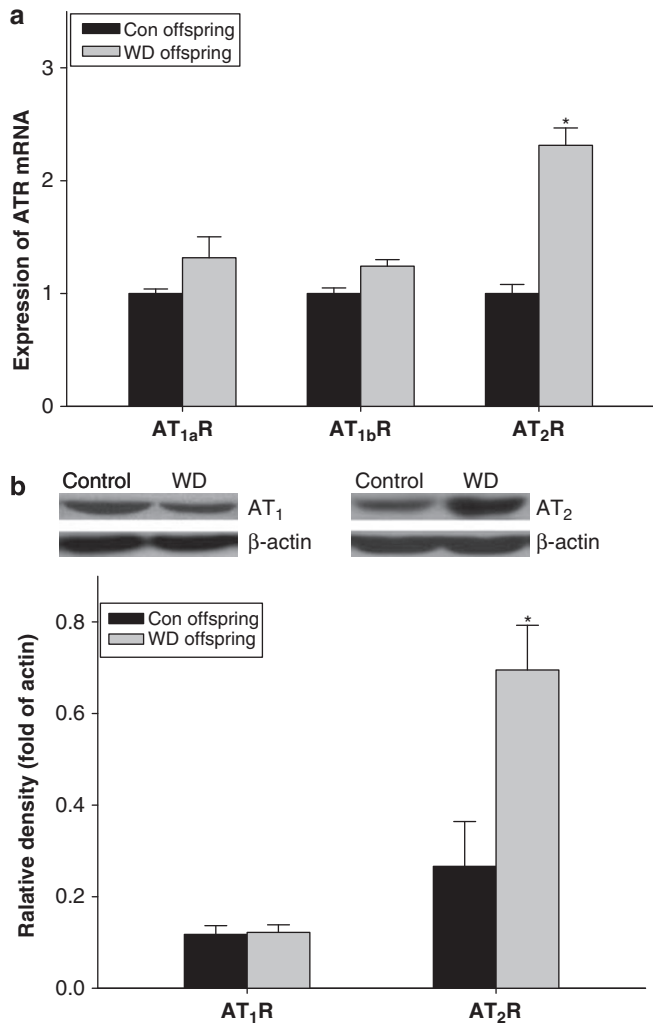 a
Con offspring
WD offspring
Expression of ATR mRNA
3
2
1
0
*
AT1aR
AT1bR
AT2R
b
Control
WD
AT1
β-actin
Control
WD
AT2
β-actin
Con offspring
WD offspring
Ralative density (fold of actin)
0.8
0.6
0.4
0.2
0.0
*
AT1R
AT2R